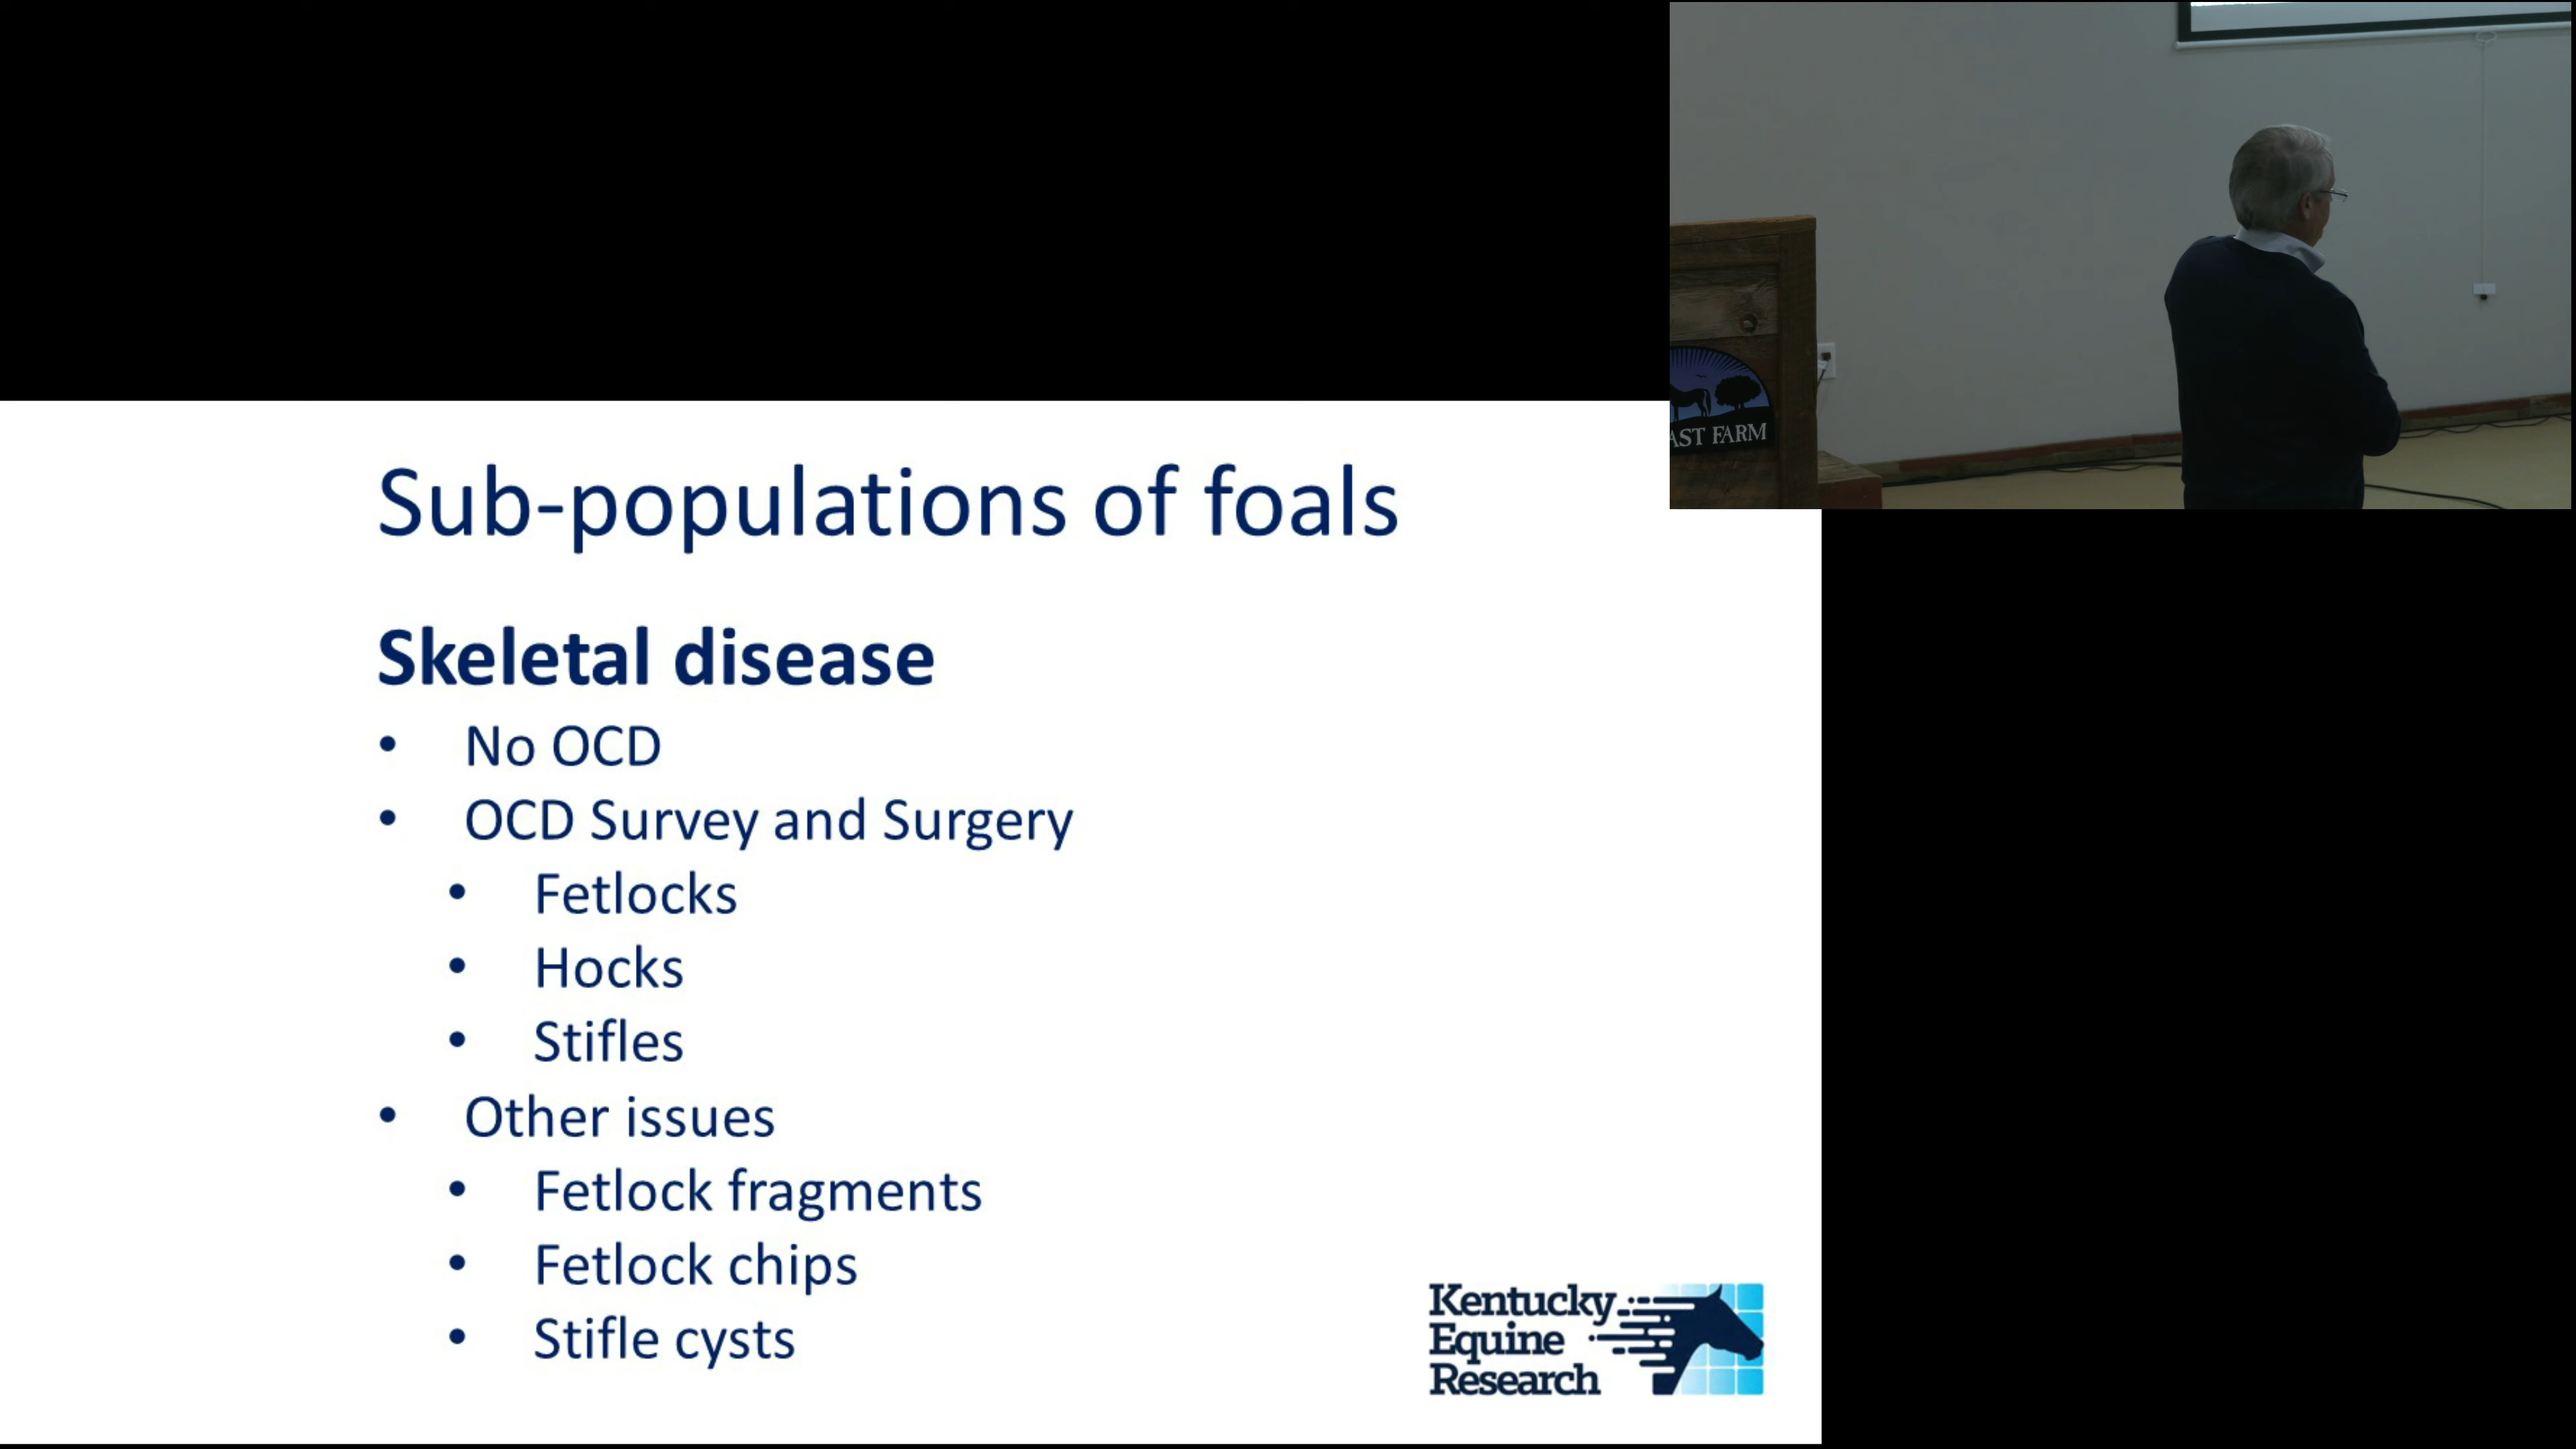 Sub-populations of foals
Skeletal disease
• No OCD
• OCD Survey and Surgery
• Fetlocks
• Hocks
• Stifles
• Other issues
• Fetlock fragments
• Fetlock chips
• Stifle cysts
Kentucky
Equine
Research
AST FARM